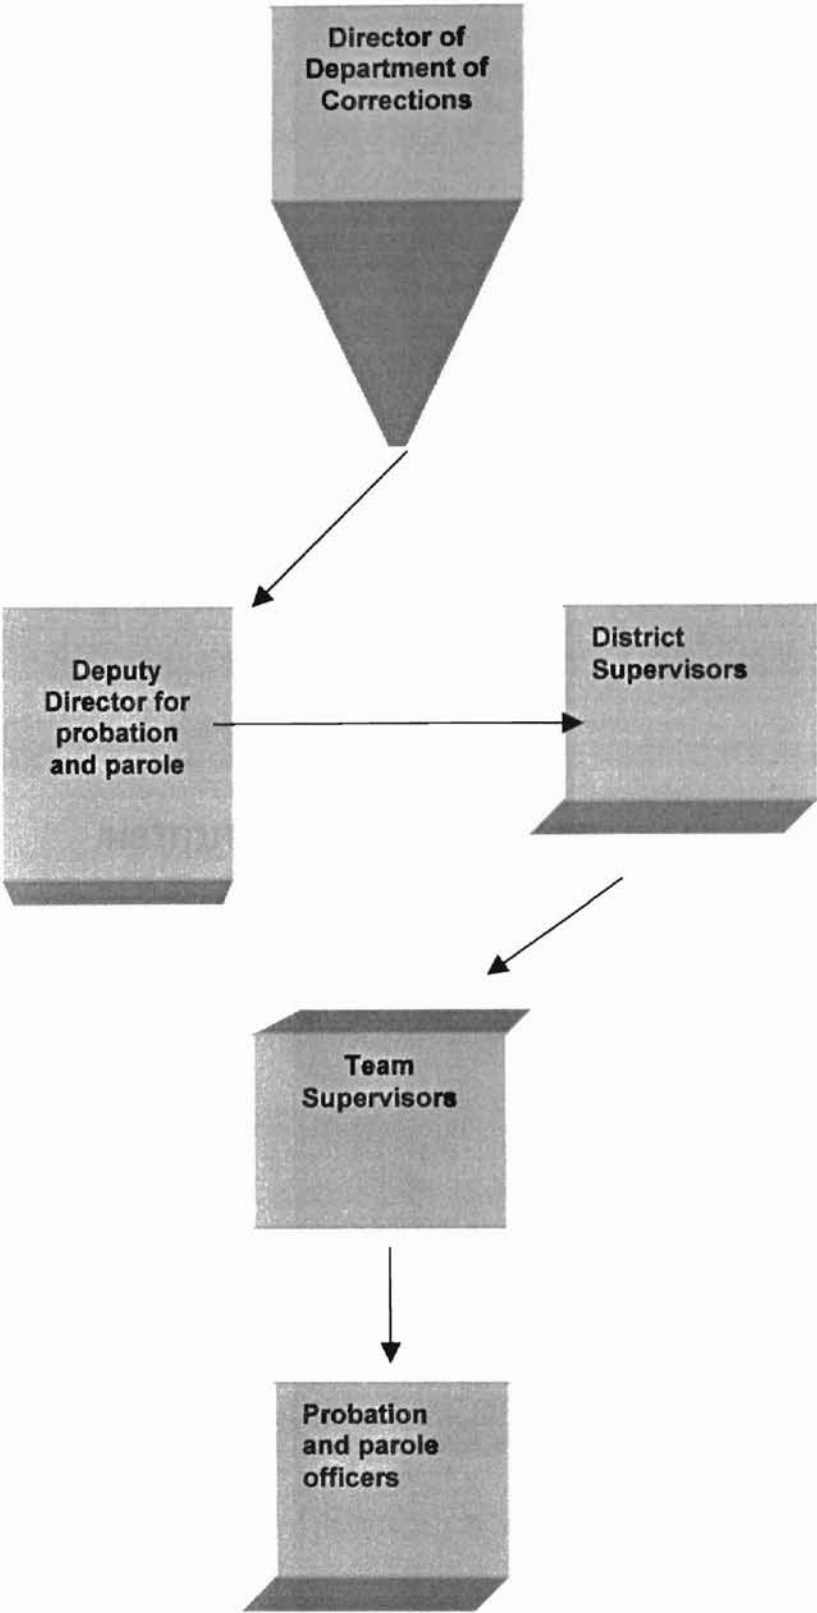 Director of
Department of
Corrections
Deputy
Director for
probation
and parole
District
Supervisors
Team
Supervisors
Probation
and parole
officers